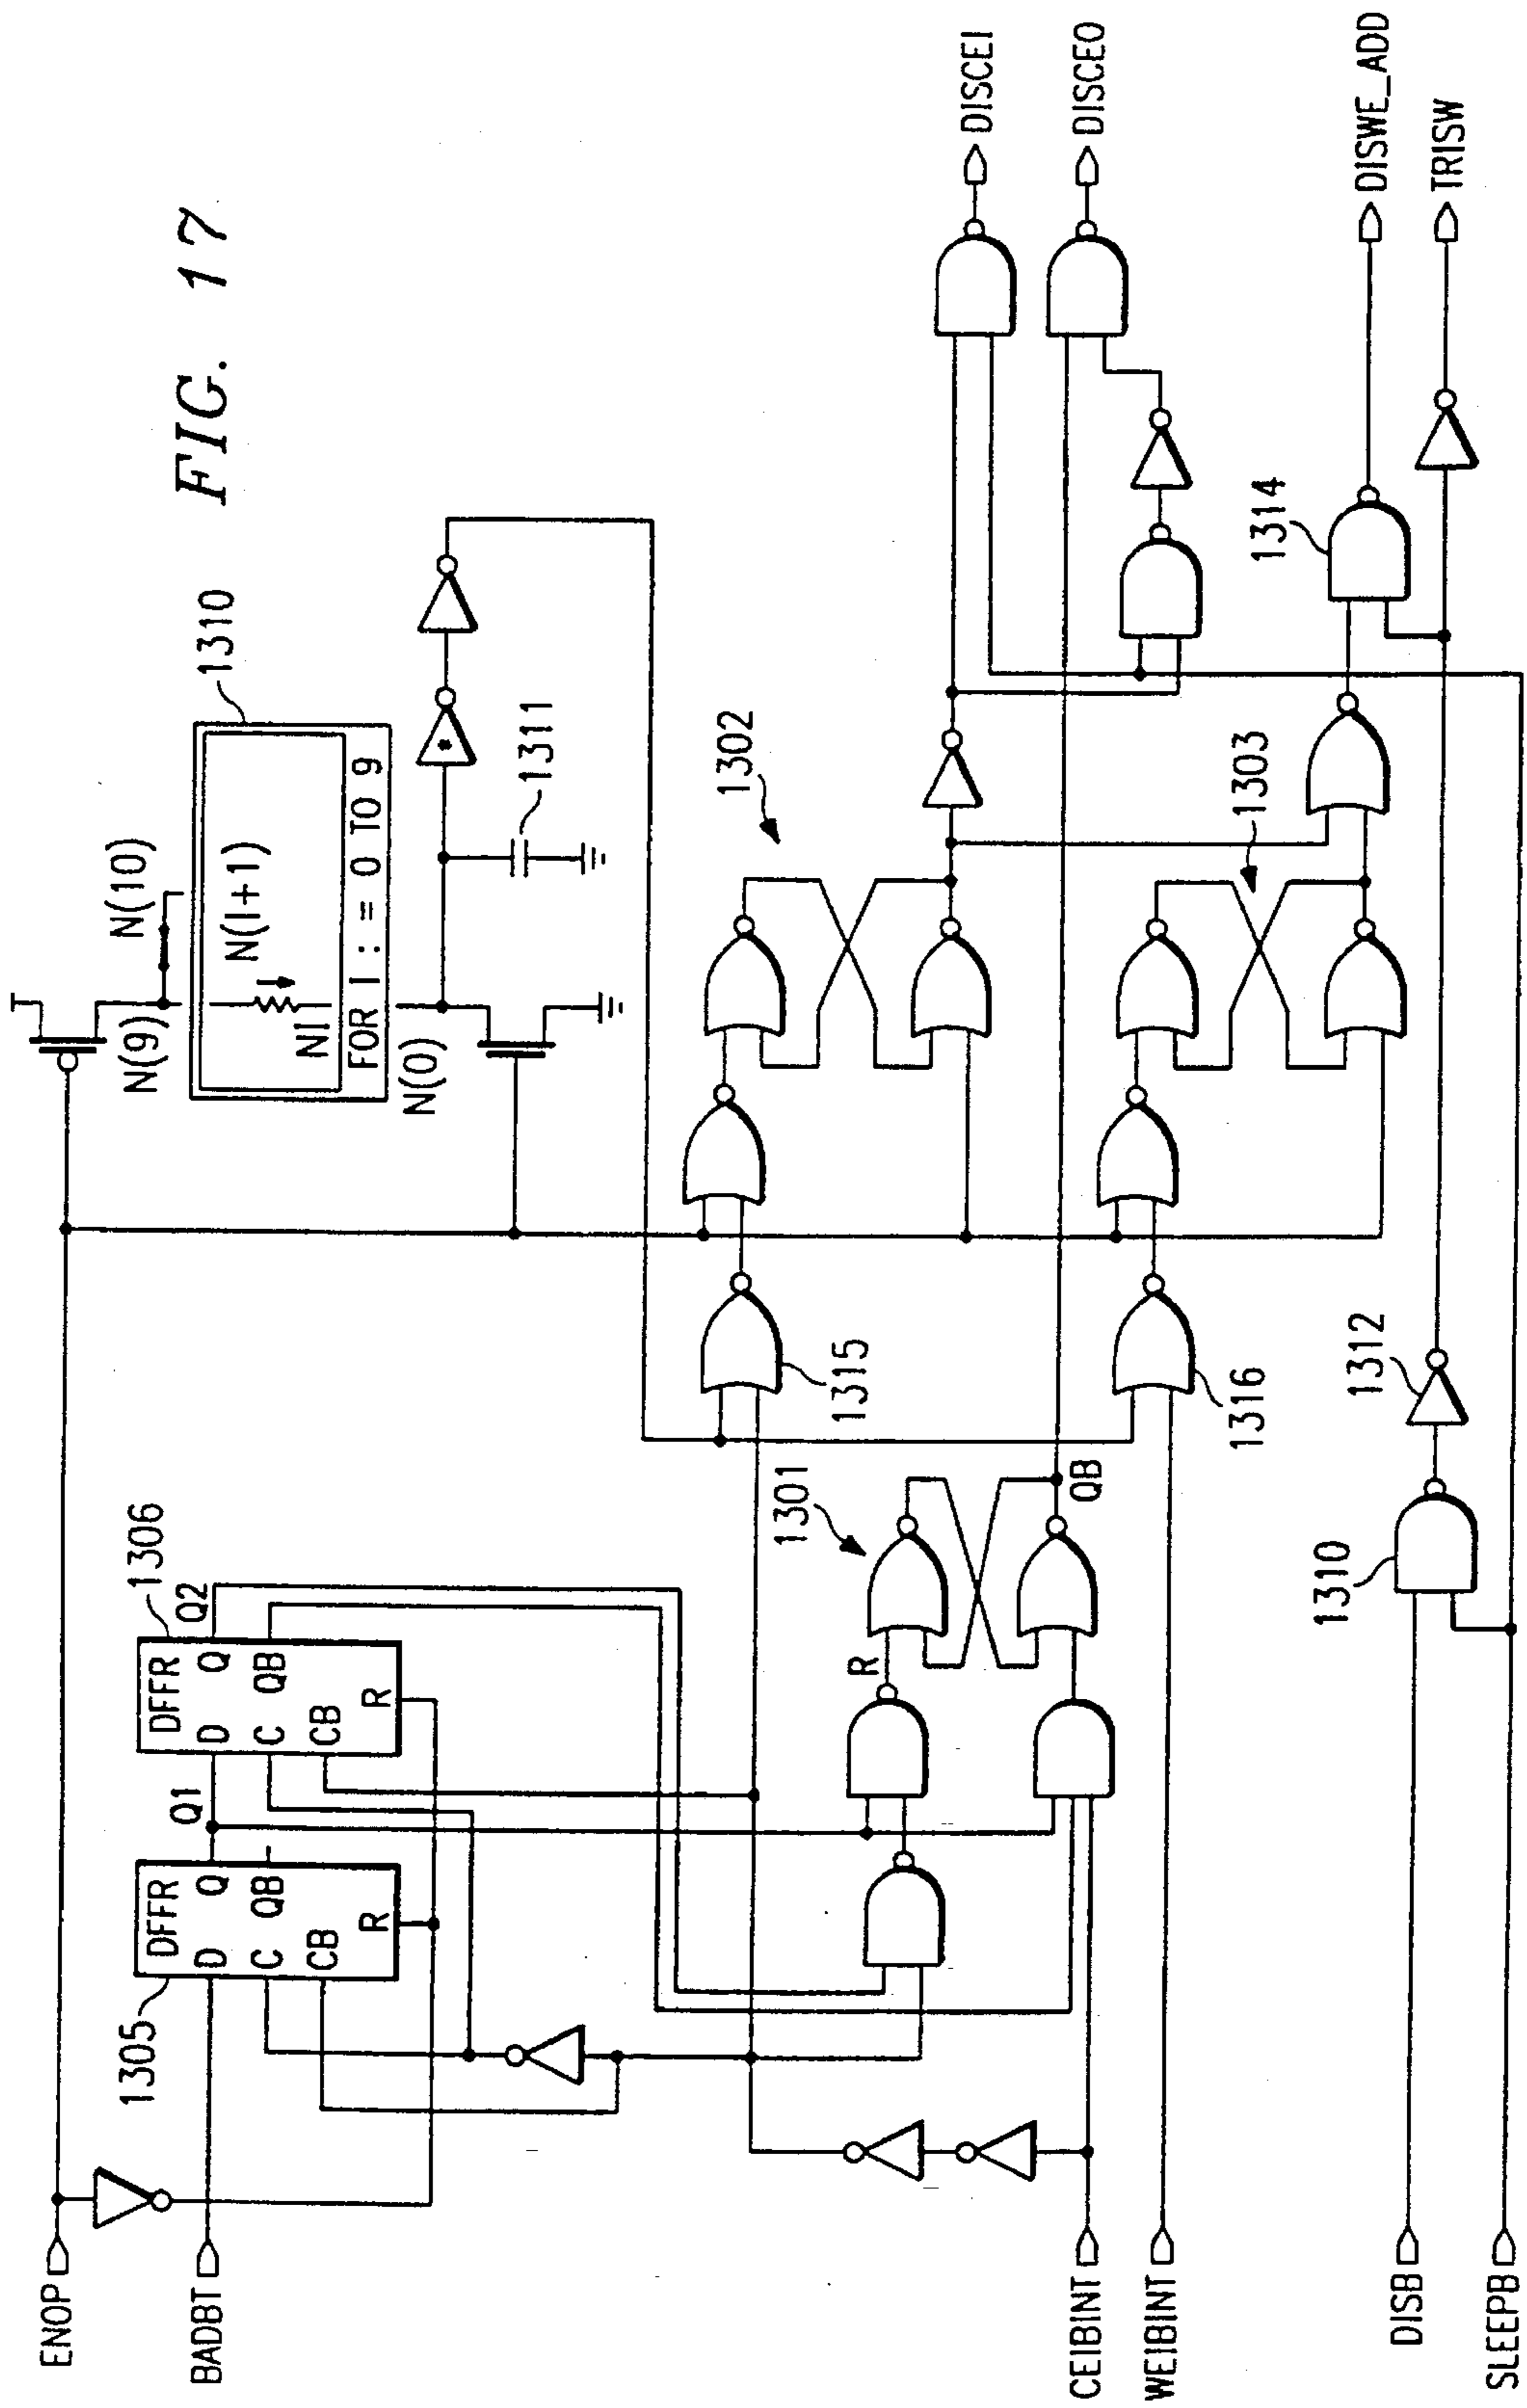 FIG. 17
ENOP
BADBT
CEIBINT
WEIBINT
DISB
SLEEPB
1305
DFFR
D
Q
C
QB
CB
R
Q1
1306
DFFR
D
Q
C
QB
CB
R
Q2
R
1301
QB
1310
1312
1315
1316
N(9)
N(10)
1310
N(I+1)
NI
FOR I : = 0 TO 9
N(0)
*
1311
1302
1303
1314
DISCEI
DISCEO
DISWE_ADD
TRISW